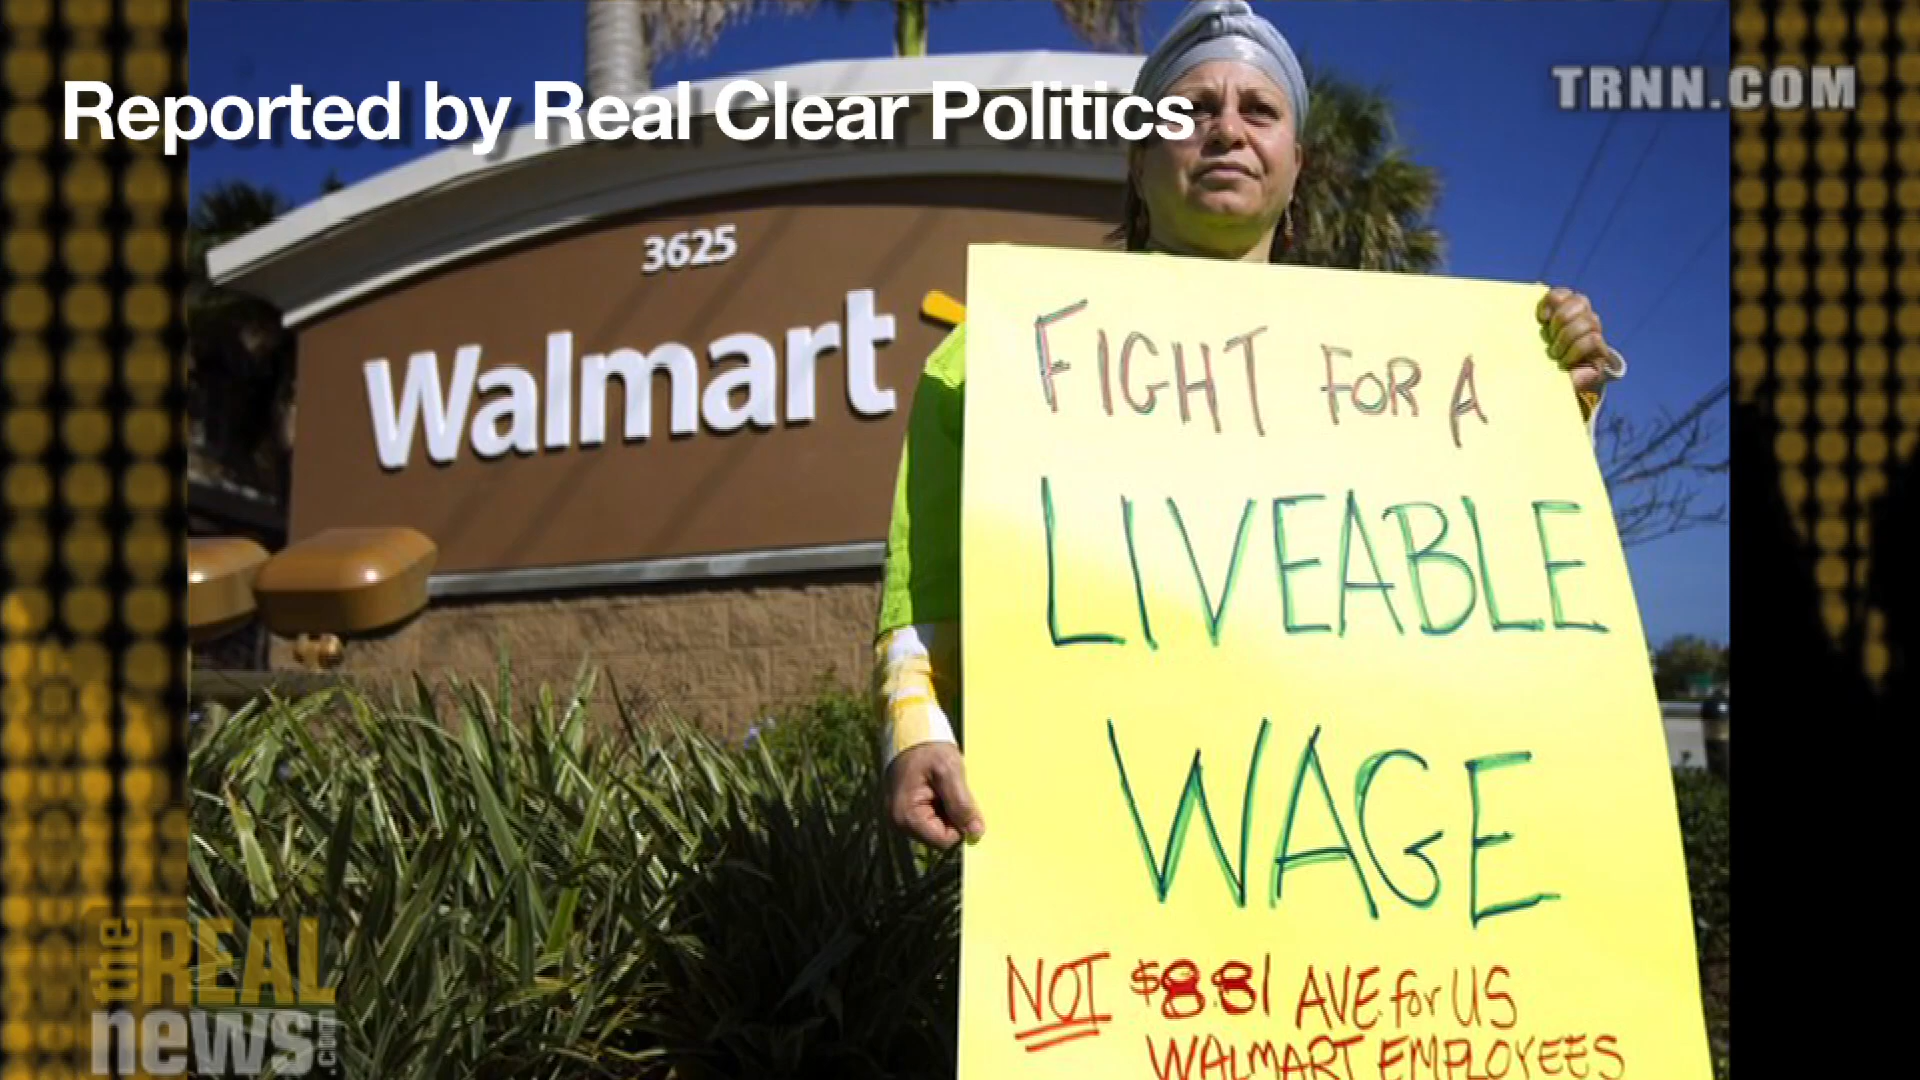 Reported by Real Clear Politics
TRNN.COM
3625
Walmart
FIGHT FOR A
LIVEABLE
WAGE
NOT $8.81 AVE. for US
WALMART EMPLOYEES
the REAL
news.com